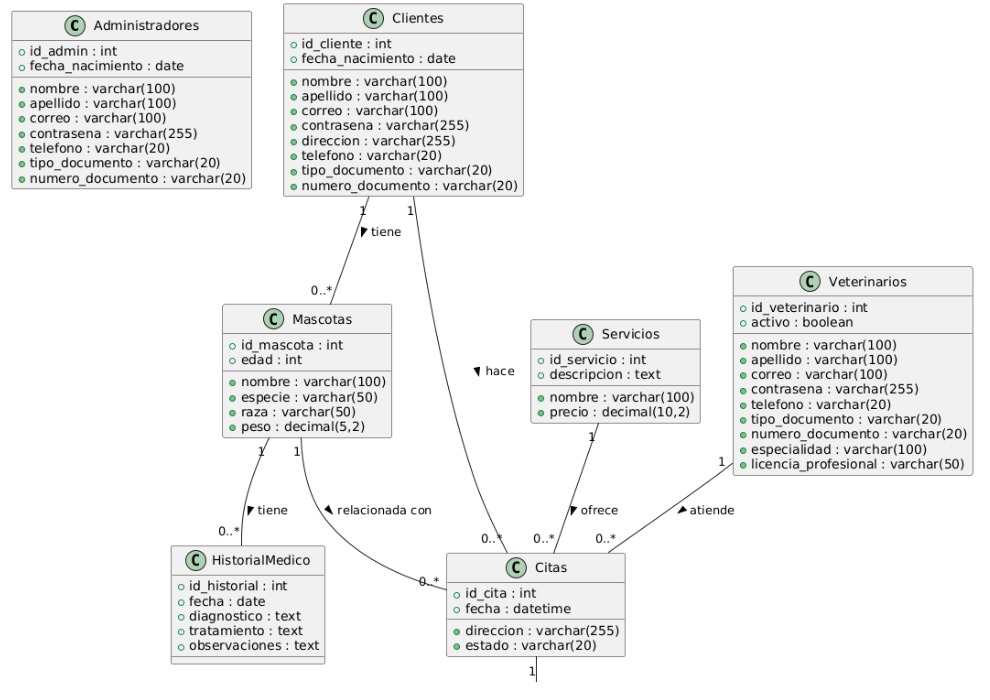 C Administradores
id_admin : int
fecha_nacimiento : date
nombre : varchar(100)
apellido : varchar(100)
correo : varchar(100)
contrasena : varchar(255)
telefono : varchar(20)
tipo_documento : varchar(20)
numero_documento : varchar(20)
C Clientes
id_cliente : int
fecha_nacimiento : date
nombre : varchar(100)
apellido : varchar(100)
correo : varchar(100)
contrasena : varchar(255)
direccion : varchar(255)
telefono : varchar(20)
tipo_documento : varchar(20)
numero_documento : varchar(20)
1
1
tiene
0..*
C Mascotas
id_mascota : int
edad : int
nombre : varchar(100)
especie : varchar(50)
raza : varchar(50)
peso : decimal(5,2)
hace
C Servicios
id_servicio : int
descripcion : text
nombre : varchar(100)
precio : decimal(10,2)
C Veterinarios
id_veterinario : int
activo : boolean
nombre : varchar(100)
apellido : varchar(100)
correo : varchar(100)
contrasena : varchar(255)
telefono : varchar(20)
tipo_documento : varchar(20)
numero_documento : varchar(20)
especialidad : varchar(100)
licencia_profesional : varchar(50)
1
1
1
1
tiene
relacionada con
ofrece
atiende
0..*
0..*
0..*
0..*
0..*
C HistorialMedico
id_historial : int
fecha : date
diagnostico : text
tratamiento : text
observaciones : text
C Citas
id_cita : int
fecha : datetime
direccion : varchar(255)
estado : varchar(20)
1